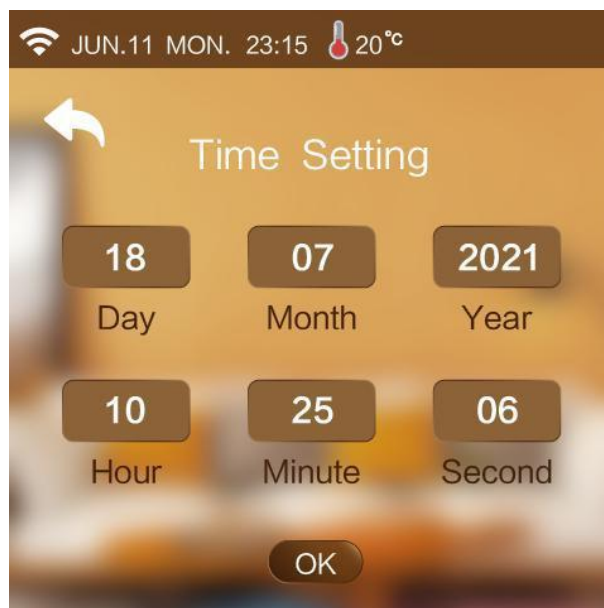 JUN.11 MON. 23:15 20℃
Time Setting
18 07 2021
Day Month Year
10 25 06
Hour Minute Second
OK